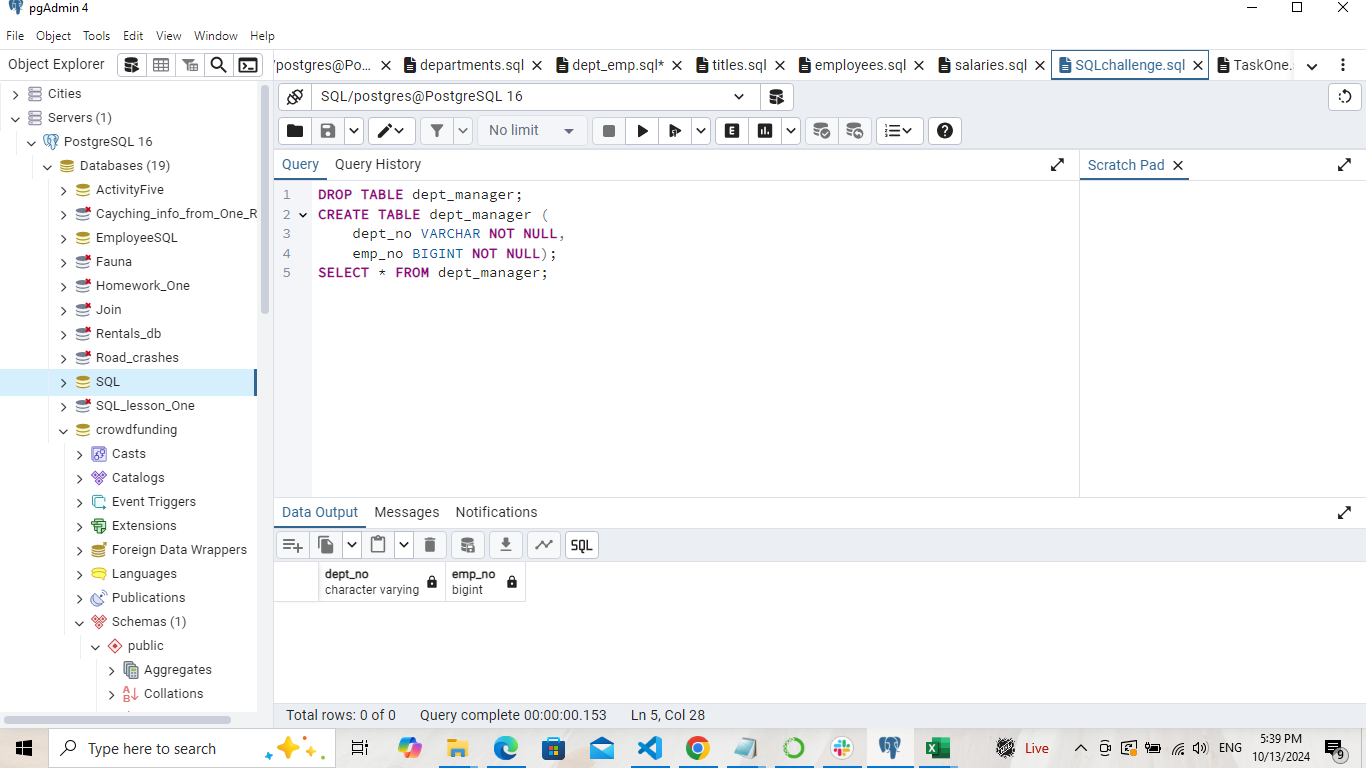 pgAdmin 4
File Object Tools Edit View Window Help
Object Explorer
/postgres@Po...
departments.sql
dept_emp.sql*
titles.sql
employees.sql
salaries.sql
SQLchallenge.sql
TaskOne.
SQL/postgres@PostgreSQL 16
No limit
E
Query
Query History
Scratch Pad
Cities
Servers (1)
PostgreSQL 16
Databases (19)
ActivityFive
Cayching_info_from_One_R
EmployeeSQL
Fauna
Homework_One
Join
Rentals_db
Road_crashes
SQL
SQL_lesson_One
crowdfunding
Casts
Catalogs
Event Triggers
Extensions
Foreign Data Wrappers
Languages
Publications
Schemas (1)
public
Aggregates
Collations
1 DROP TABLE dept_manager;
2 CREATE TABLE dept_manager (
3 dept_no VARCHAR NOT NULL,
4 emp_no BIGINT NOT NULL);
5 SELECT * FROM dept_manager;
Data Output Messages Notifications
SQL
dept_no
character varying
emp_no
bigint
Total rows: 0 of 0 Query complete 00:00:00.153 Ln 5, Col 28
Type here to search
Live
ENG
5:39 PM
10/13/2024
9